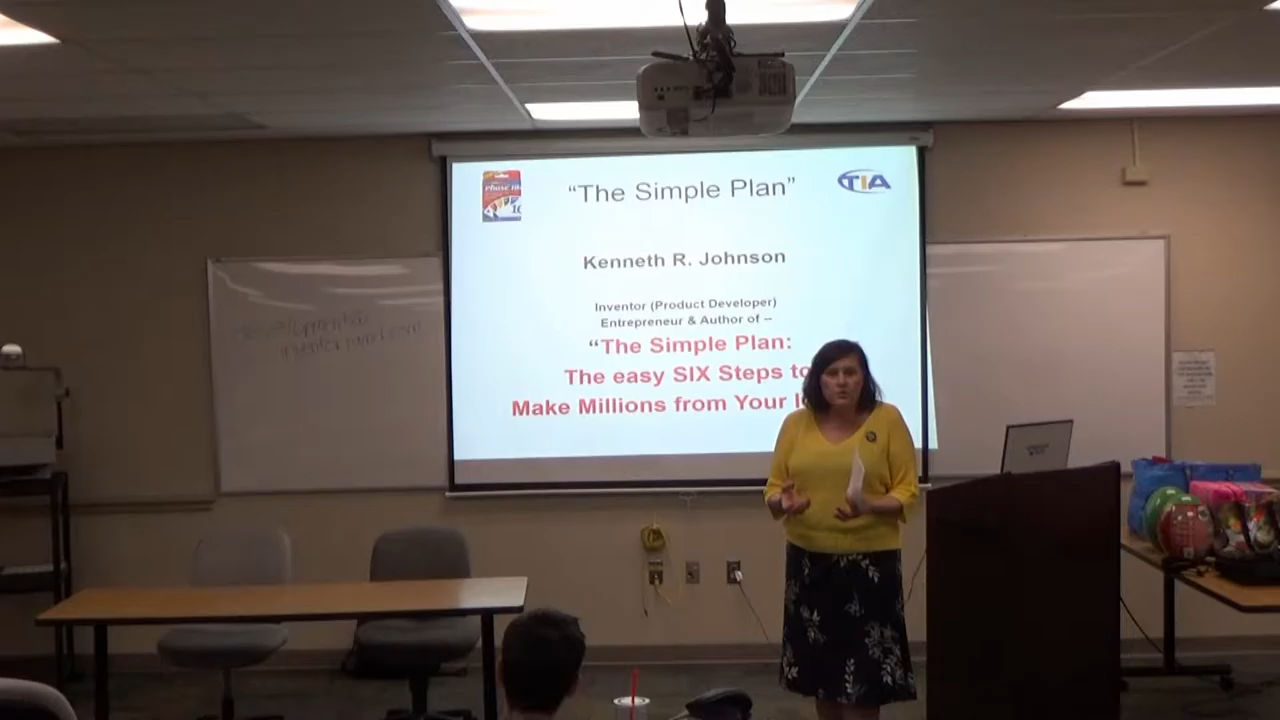 “The Simple Plan”
TIA
Kenneth R. Johnson
Inventor (Product Developer)
Entrepreneur & Author of --
“The Simple Plan:
The easy SIX Steps to
Make Millions from Your